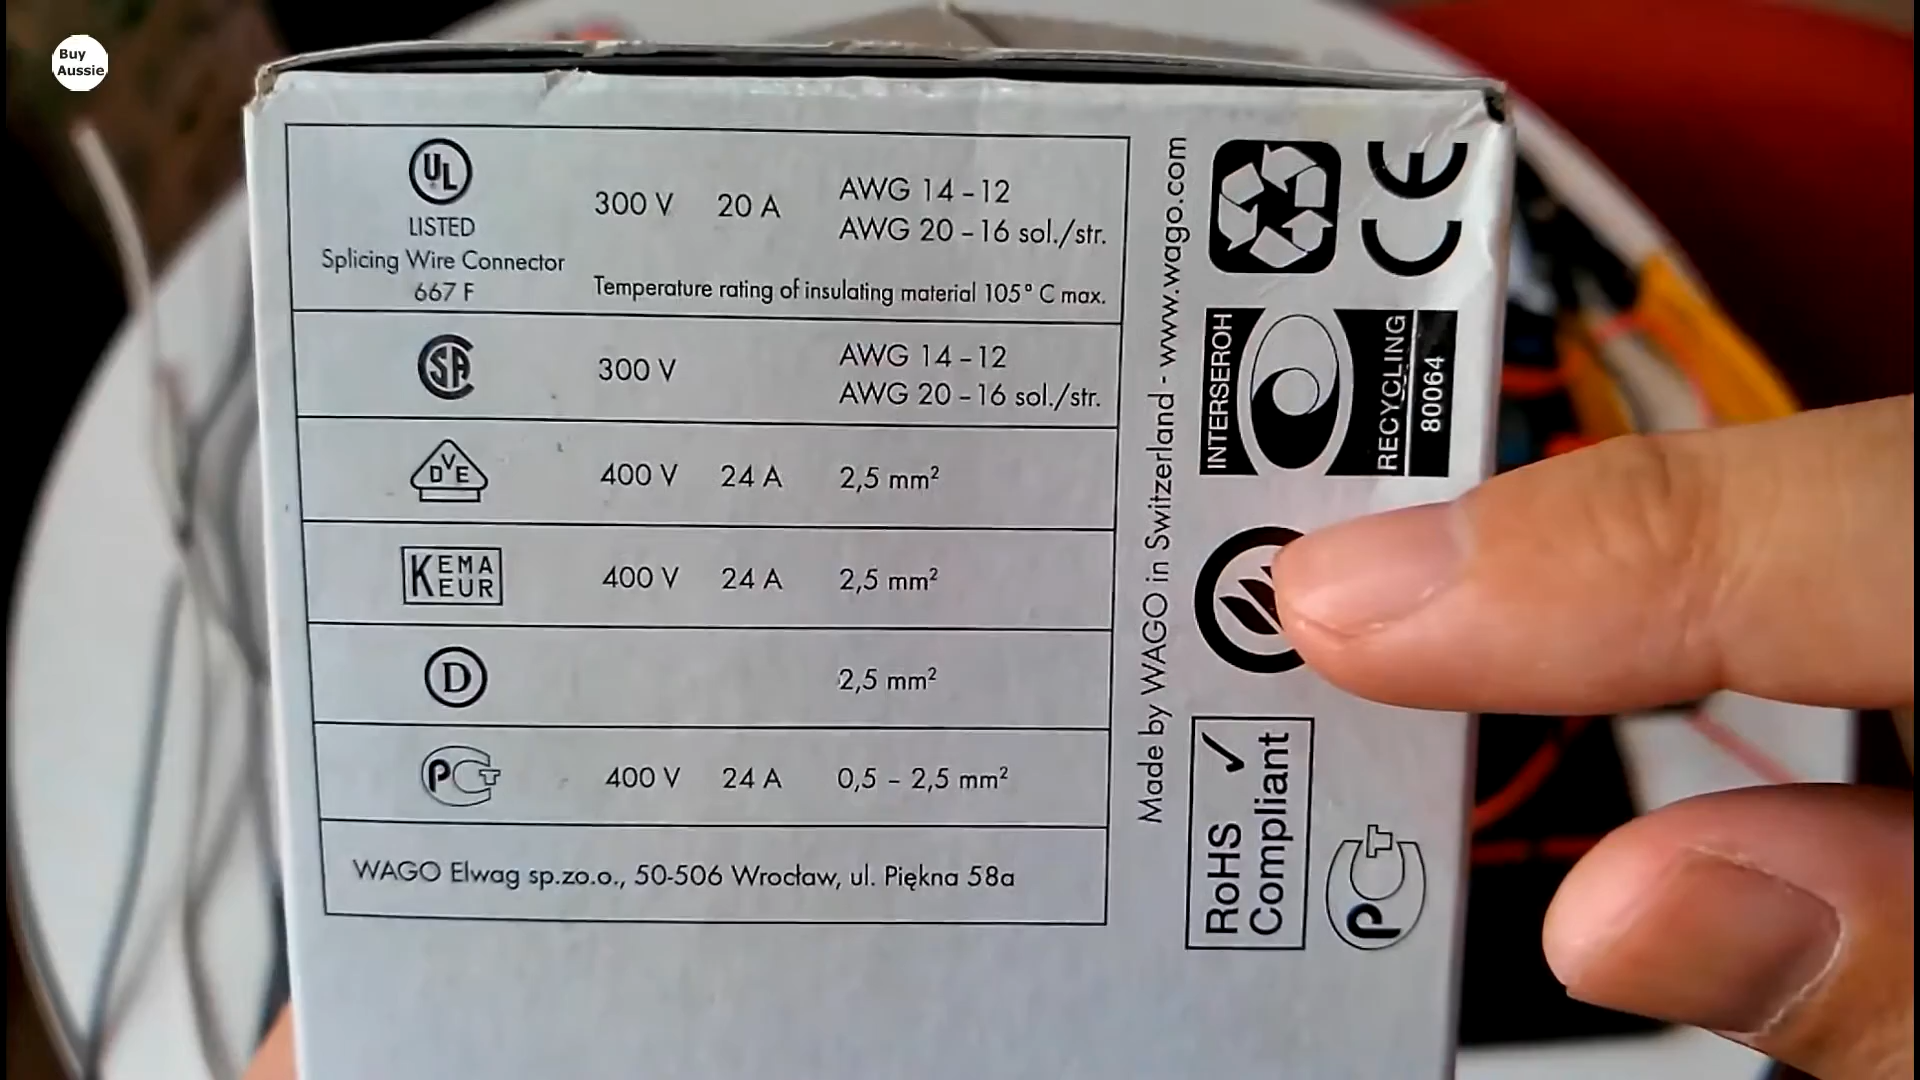 Buy
Aussie
UL
LISTED
Splicing Wire Connector
667 F
300 V 20 A AWG 14 – 12
AWG 20 – 16 sol./str.
Temperature rating of insulating material 105° C max.
SA
300 V AWG 14 – 12
AWG 20 – 16 sol./str.
DVE
400 V 24 A 2,5 mm²
KEMA
KEUR
400 V 24 A 2,5 mm²
D
2,5 mm²
РСТ
400 V 24 A 0,5 – 2,5 mm²
WAGO Elwag sp.zo.o., 50-506 Wrocław, ul. Piękna 58a
Made by WAGO in Switzerland - www.wago.com
CE
INTERSEROH
RECYCLING
80064
RoHS ✓
Compliant
РСТ